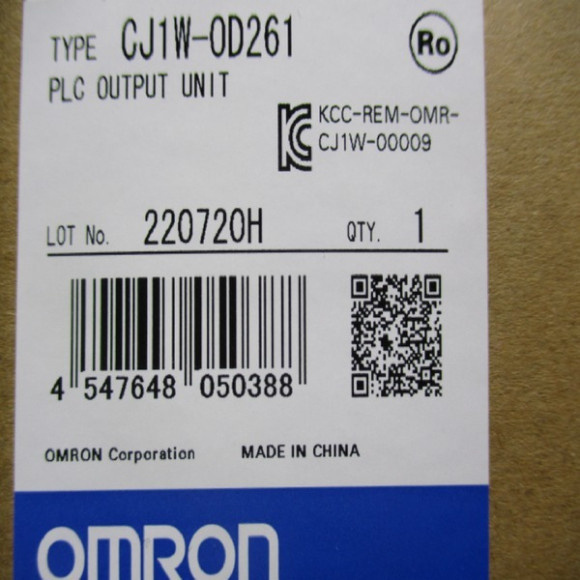 TYPE CJ1W-OD261 Ro
PLC OUTPUT UNIT
KCC-REM-OMR-
CJ1W-00009
LOT No. 220720H QTY. 1
4 547648 050388
OMRON Corporation MADE IN CHINA
OMRON